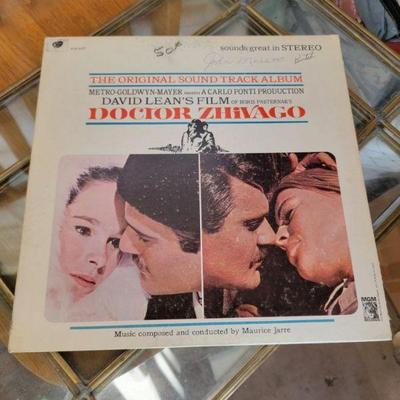 50¢
sounds great in STEREO
THE ORIGINAL SOUND TRACK ALBUM
METRO-GOLDWYN-MAYER PRESENTS A CARLO PONTI PRODUCTION
DAVID LEAN'S FILM OF BORIS PASTERNAK'S
DOCTOR ZHiVAGO
MGM
Music composed and conducted by Maurice Jarre